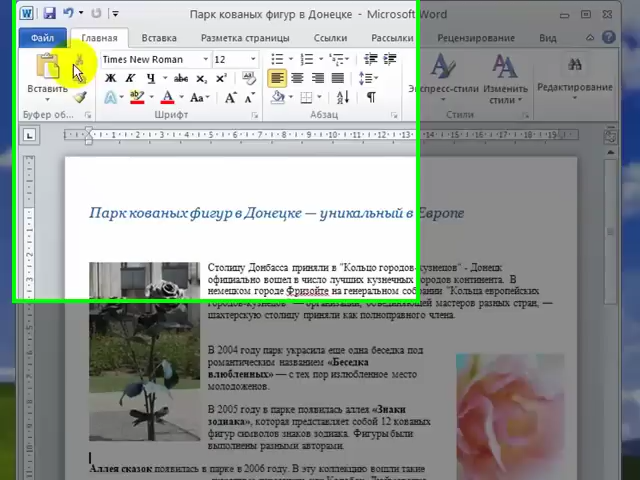 Парк кованых фигур в Донецке - Microsoft Word
Файл
Главная
Вставка
Разметка страницы
Ссылки
Рассылки
Рецензирование
Вид
Вставить
Times New Roman
12
Ж К Ч abc x₂ x²
Экспресс-стили
Изменить стили
Редактирование
Буфер об...
Шрифт
Абзац
Стили
Парк кованых фигур в Донецке — уникальный в Европе
Столицу Донбасса приняли в "Кольцо городов-кузнецов" - Донецк
официально вошел в число лучших кузнечных городов континента. В
немецком городе Фризойте на генеральном собрании "Кольца европейских
городов-кузнецов" — организации, объединяющей мастеров разных стран, —
шахтерскую столицу приняли как полноправного члена.
В 2004 году парк украсила еще одна беседка под
романтическим названием «Беседка
влюбленных» — с тех пор излюбленное место
молодоженов.
В 2005 году в парке появилась аллея «Знаки
зодиака», которая представляет собой 12 кованых
фигур символов знаков зодиака. Фигуры были
выполнены разными авторами.
Аллея сказок появилась в парке в 2006 году. В эту коллекцию вошли такие